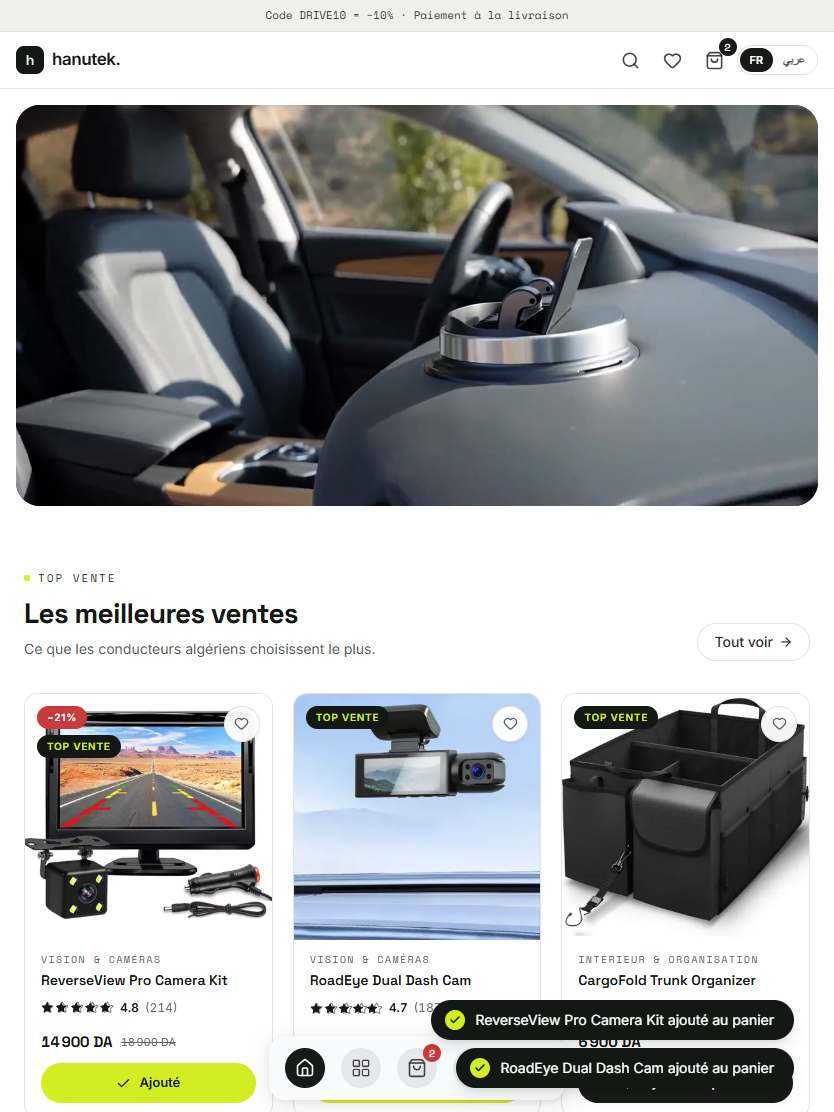 Code DRIVE10 = −10% · Paiement à la livraison
h hanutek.
2
FR عربي
TOP VENTE
Les meilleures ventes
Ce que les conducteurs algériens choisissent le plus.
Tout voir →
−21%
TOP VENTE
TOP VENTE
TOP VENTE
VISION & CAMÉRAS
ReverseView Pro Camera Kit
4.8 (214)
14 900 DA 18 900 DA
Ajouté
VISION & CAMÉRAS
RoadEye Dual Dash Cam
4.7
INTÉRIEUR & ORGANISATION
CargoFold Trunk Organizer
6 900 DA
ReverseView Pro Camera Kit ajouté au panier
RoadEye Dual Dash Cam ajouté au panier
2